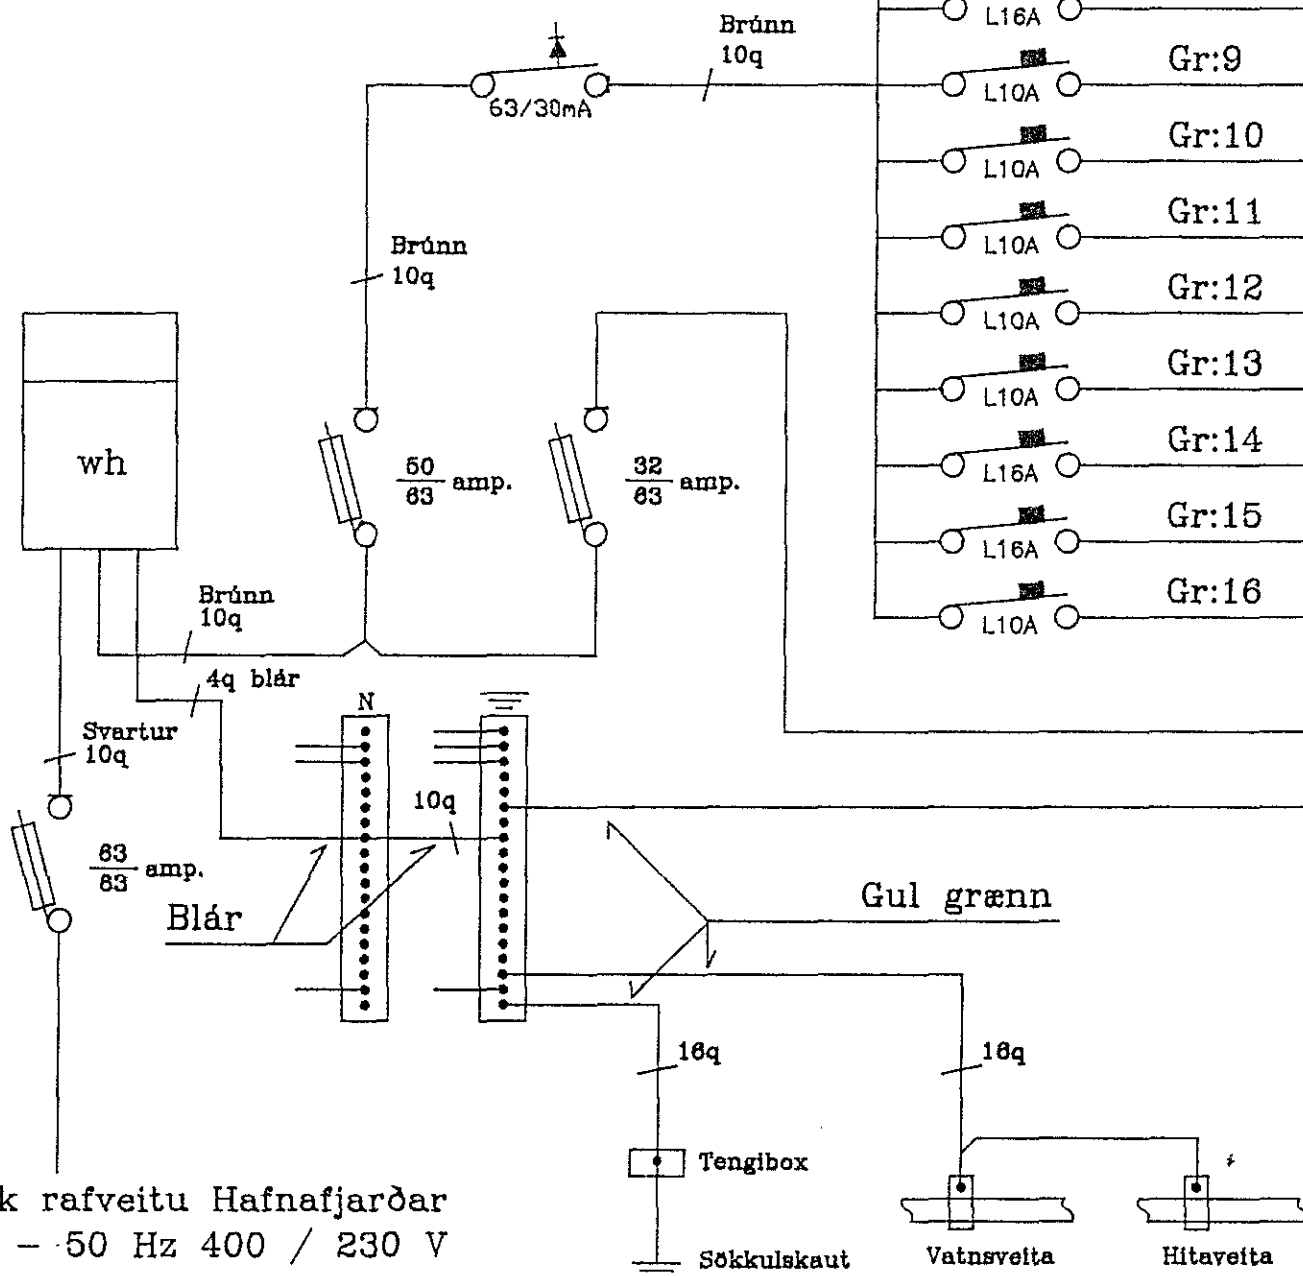 L16A
Brúnn
10q
Gr:9
63/30mA
L10A
Gr:10
L10A
Gr:11
L10A
Brúnn
10q
Gr:12
L10A
Gr:13
L10A
Gr:14
wh
50
63 amp.
32
63 amp.
L16A
Gr:15
L16A
Gr:16
L10A
Brúnn
10q
4q blár
N
Svartur
10q
10q
63
63 amp.
Blár
Gul grænn
16q
16q
Tengibox
k rafveitu Hafnafjarðar
- 50 Hz 400 / 230 V
Sökkulskaut
Vatnsveita
Hitaveita